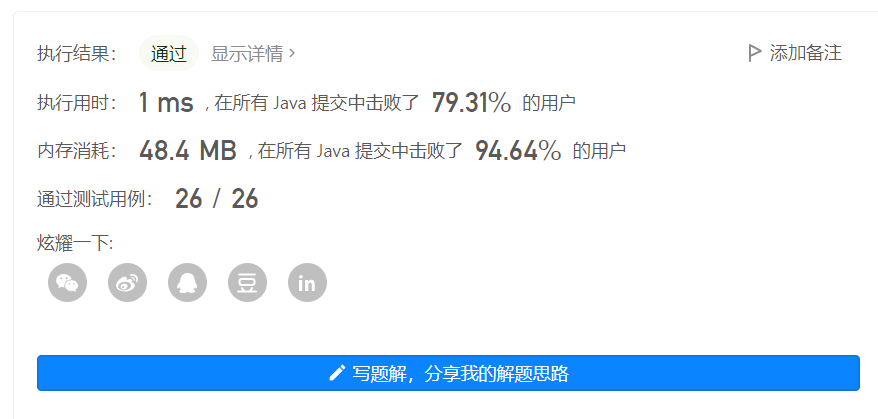 执行结果： 通过 显示详情 > 添加备注
执行用时： 1 ms , 在所有 Java 提交中击败了 79.31% 的用户
内存消耗： 48.4 MB , 在所有 Java 提交中击败了 94.64% 的用户
通过测试用例： 26 / 26
炫耀一下:
豆 in
写题解，分享我的解题思路